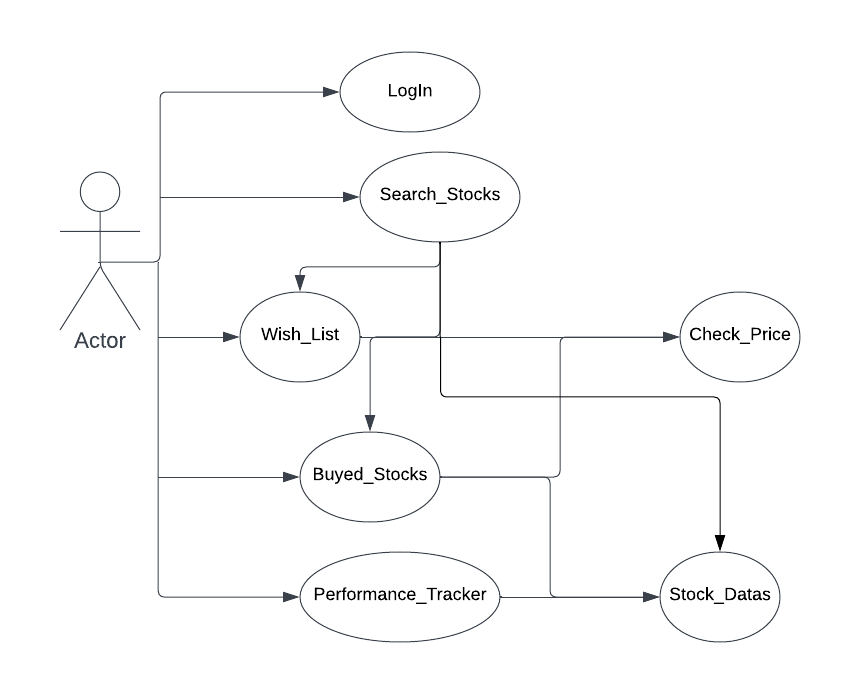 LogIn
Search_Stocks
Actor
Wish_List
Check_Price
Buyed_Stocks
Performance_Tracker
Stock_Datas